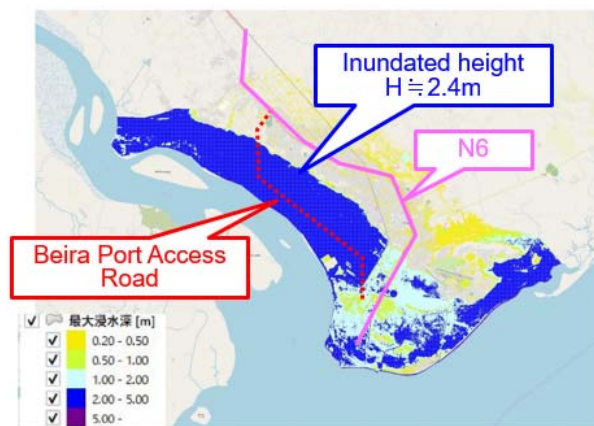 Inundated height
H≒2.4m
N6
Beira Port Access
Road
最大浸水深 [m]
0.20 - 0.50
0.50 - 1.00
1.00 - 2.00
2.00 - 5.00
5.00 -